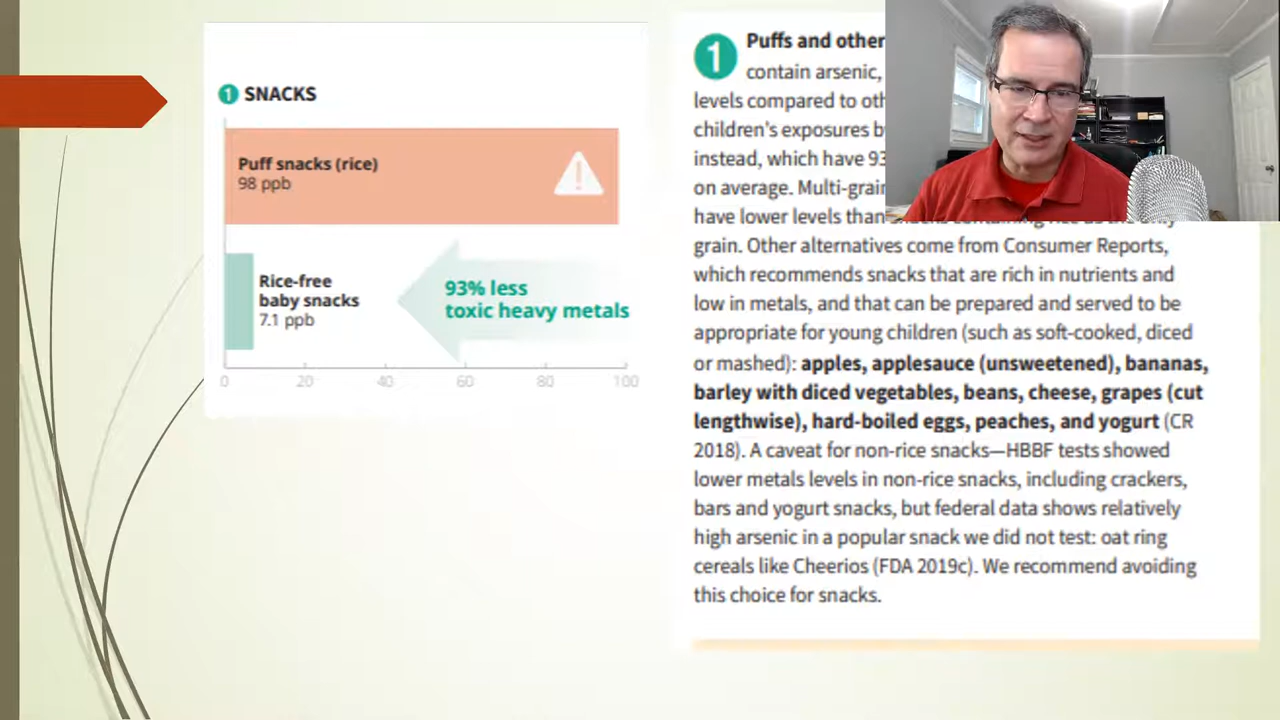 1 SNACKS
Puff snacks (rice)
98 ppb
Rice-free
baby snacks
7.1 ppb
93% less
toxic heavy metals
0 20 40 60 80 100
1 Puffs and other
contain arsenic,
levels compared to
children's exposures
instead, which have 93
on average.
have lower levels than snacks containing rice as the only
grain. Other alternatives come from Consumer Reports,
which recommends snacks that are rich in nutrients and
low in metals, and that can be prepared and served to be
appropriate for young children (such as soft-cooked, diced
or mashed): apples, applesauce (unsweetened), bananas,
barley with diced vegetables, beans, cheese, grapes (cut
lengthwise), hard-boiled eggs, peaches, and yogurt (CR
2018). A caveat for non-rice snacks—HBBF tests showed
lower metals levels in non-rice snacks, including crackers,
bars and yogurt snacks, but federal data shows relatively
high arsenic in a popular snack we did not test: oat ring
cereals like Cheerios (FDA 2019c). We recommend avoiding
this choice for snacks.